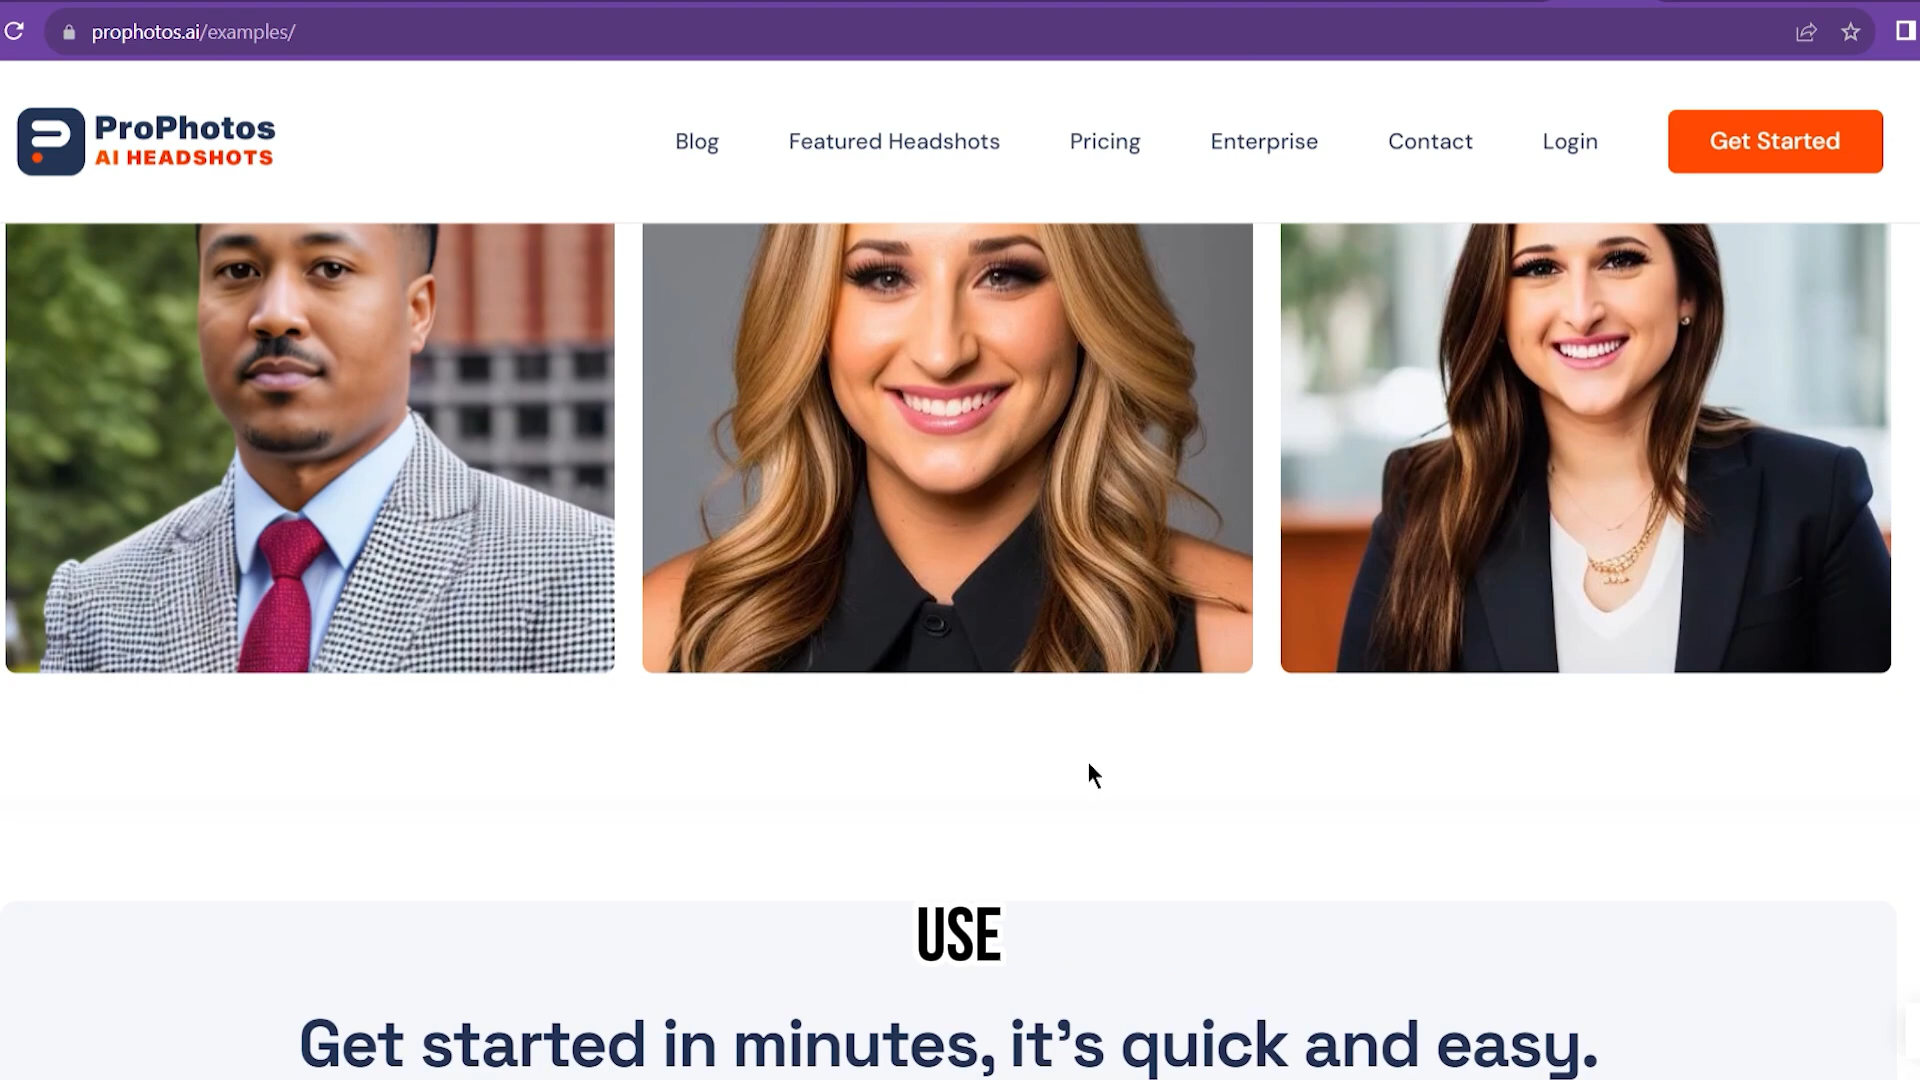 prophotos.ai/examples/
ProPhotos
AI HEADSHOTS
Blog
Featured Headshots
Pricing
Enterprise
Contact
Login
Get Started
USE
Get started in minutes, it's quick and easy.